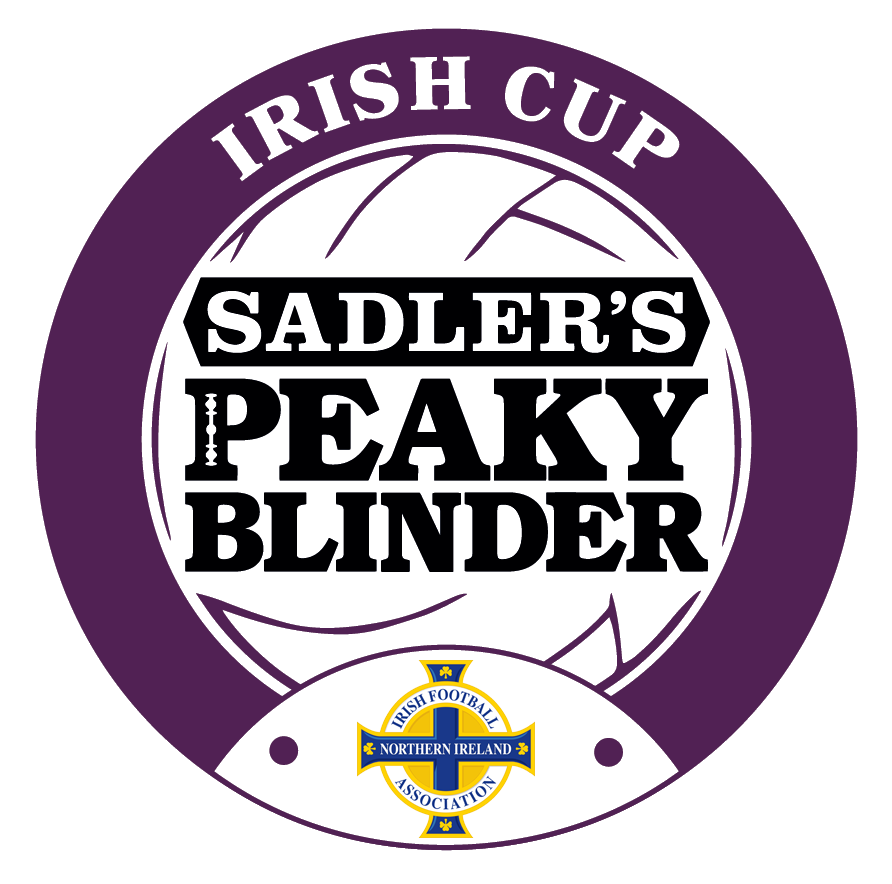 IRISH CUP
SADLER'S
PEAKY
BLINDER
IRISH FOOTBALL
NORTHERN IRELAND
ASSOCIATION